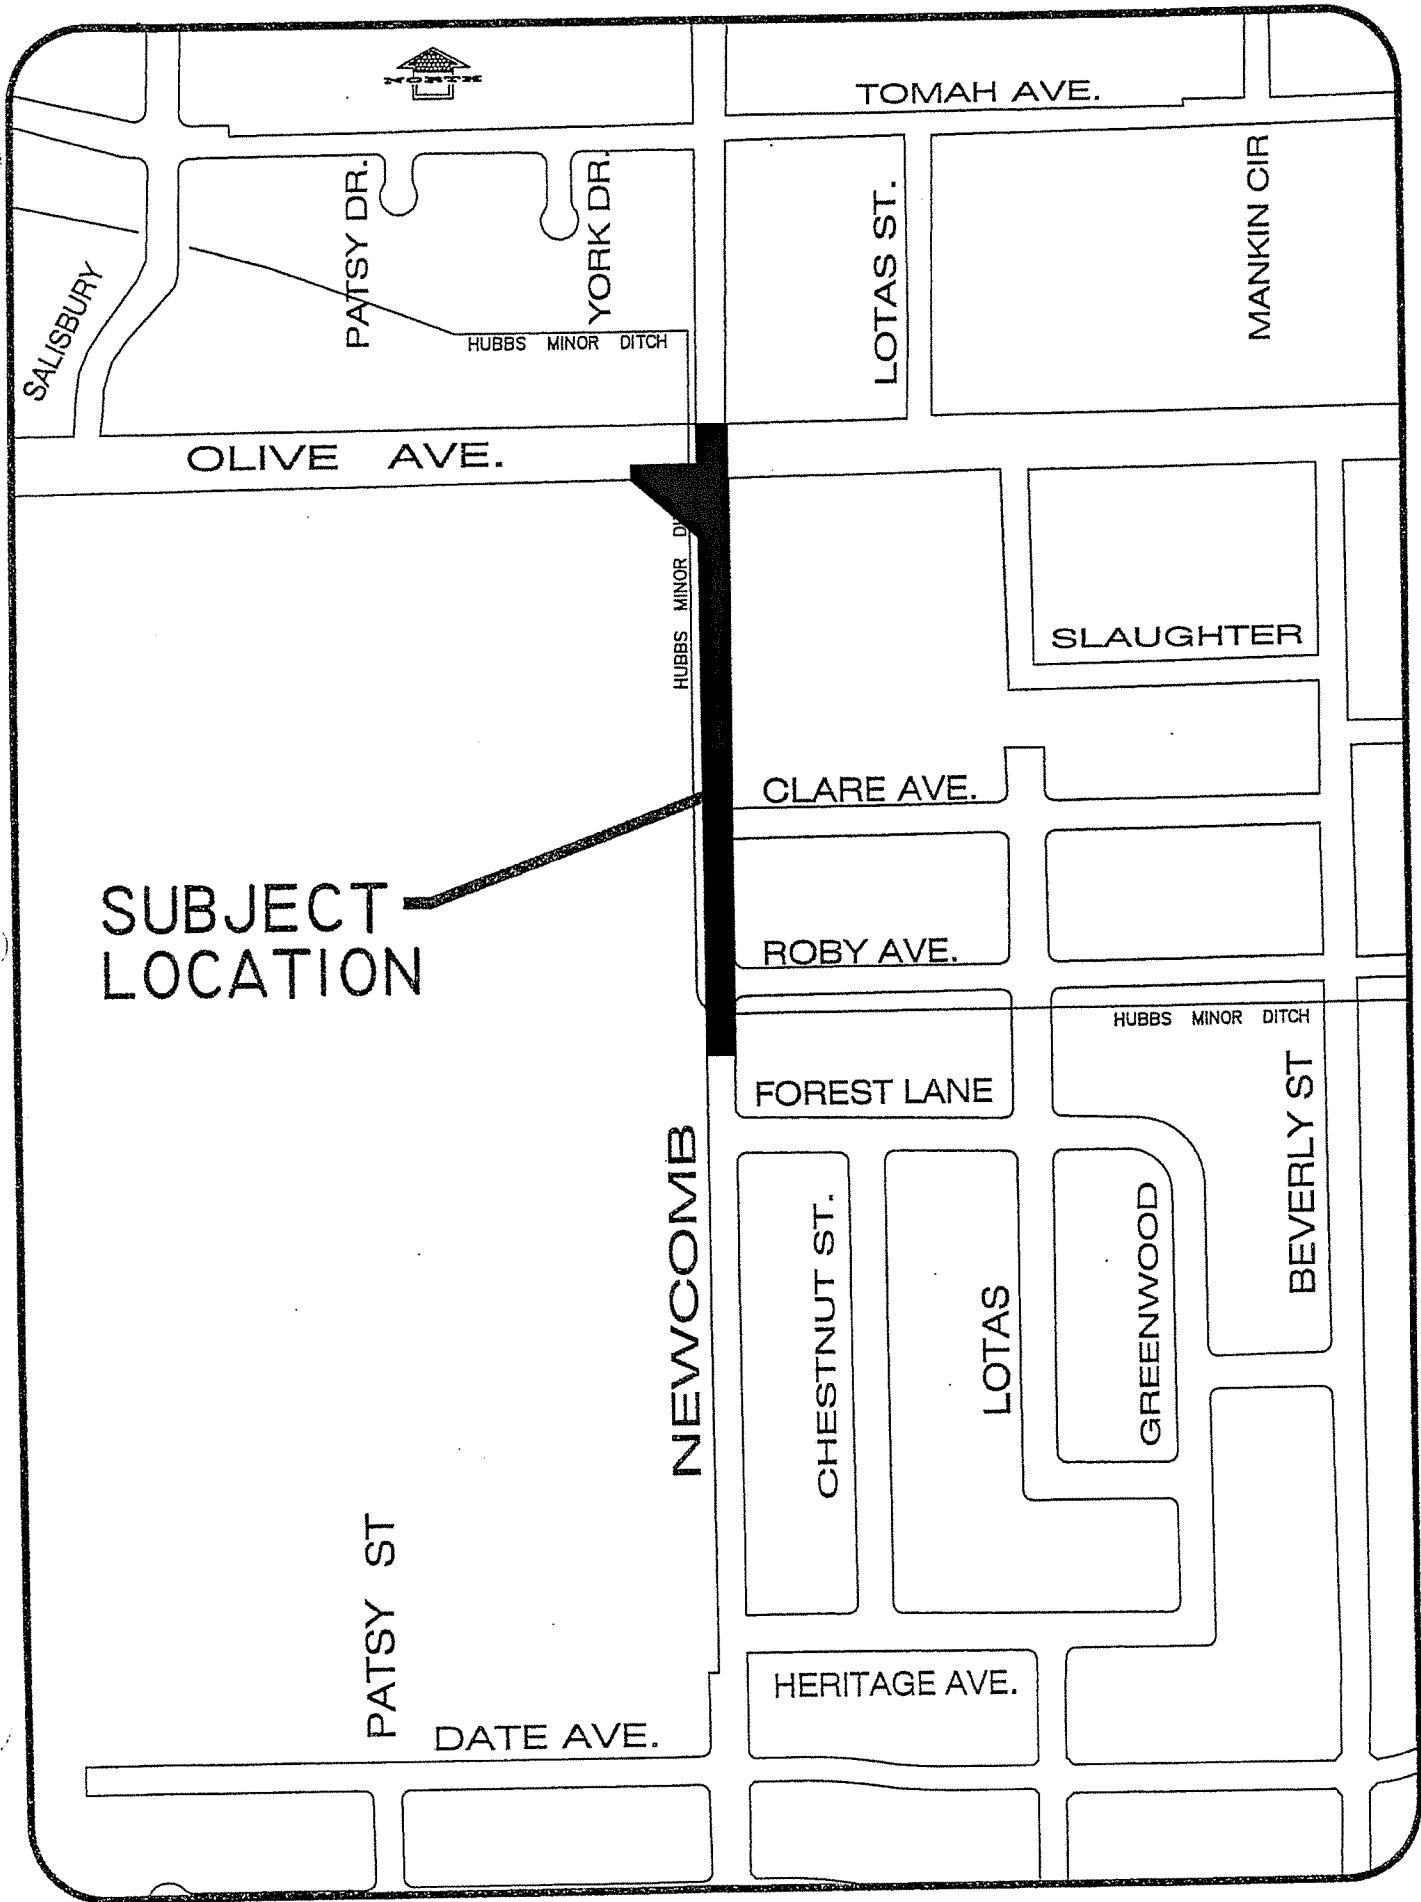 NORTH
TOMAH AVE.
PATSY DR.
YORK DR.
LOTAS ST.
MANKIN CIR
SALISBURY
HUBBS MINOR DITCH
OLIVE AVE.
HUBBS MINOR DI
SLAUGHTER
CLARE AVE.
SUBJECT
LOCATION
ROBY AVE.
HUBBS MINOR DITCH
FOREST LANE
BEVERLY ST
NEWCOMB
CHESTNUT ST.
LOTAS
GREENWOOD
PATSY ST
HERITAGE AVE.
DATE AVE.